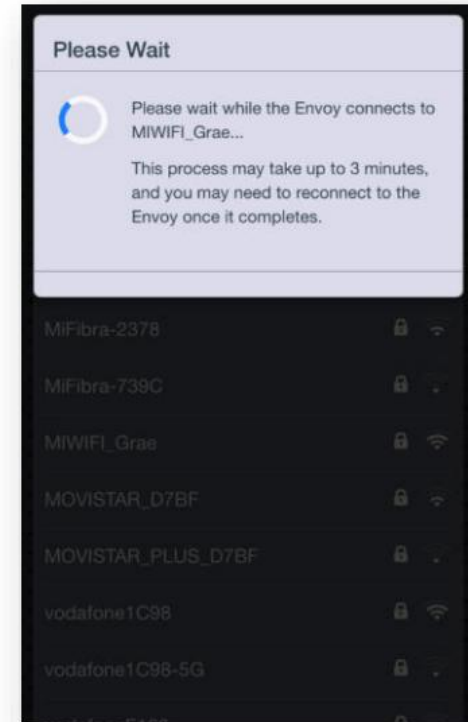 Please Wait
Please wait while the Envoy connects to
MIWIFI_Grae...
This process may take up to 3 minutes,
and you may need to reconnect to the
Envoy once it completes.
MiFibra-2378
MiFibra-739C
MIWIFI_Grae
MOVISTAR_D7BF
MOVISTAR_PLUS_D7BF
vodafone1C98
vodafone1C98-5G